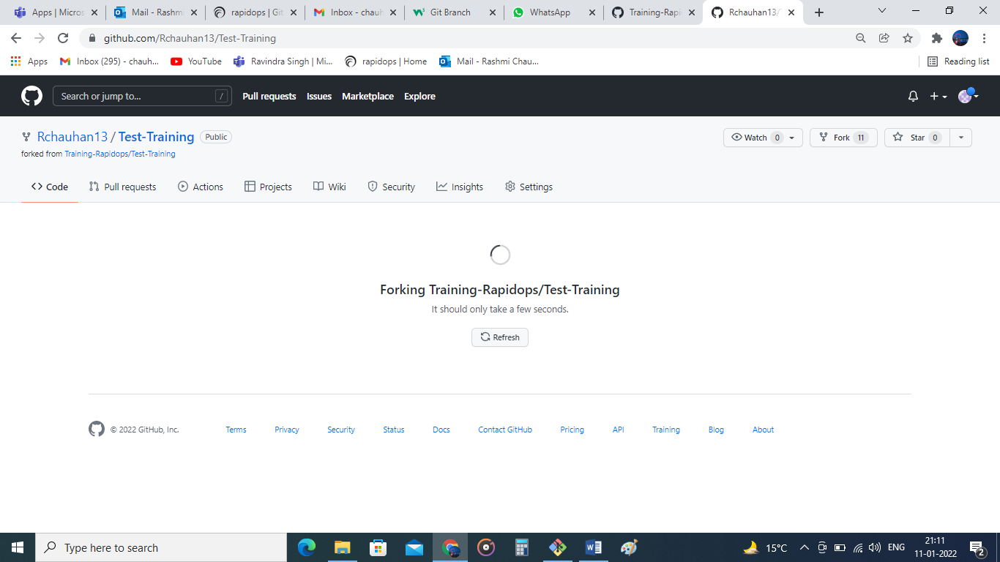 Apps | Micros
Mail - Rashmi
rapidops | Git
Inbox - chauh
Git Branch
WhatsApp
Training-Rapi
Rchauhan13/
github.com/Rchauhan13/Test-Training
Apps
Inbox (295) - chauh...
YouTube
Ravindra Singh | Mi...
rapidops | Home
Mail - Rashmi Chau...
Reading list
Search or jump to...
/
Pull requests
Issues
Marketplace
Explore
Rchauhan13 / Test-Training
Public
Watch 0
Fork 11
Star 0
forked from Training-Rapidops/Test-Training
Code
Pull requests
Actions
Projects
Wiki
Security
Insights
Settings
Forking Training-Rapidops/Test-Training
It should only take a few seconds.
Refresh
© 2022 GitHub, Inc.
Terms
Privacy
Security
Status
Docs
Contact GitHub
Pricing
API
Training
Blog
About
Type here to search
15°C
ENG
21:11
11-01-2022
2